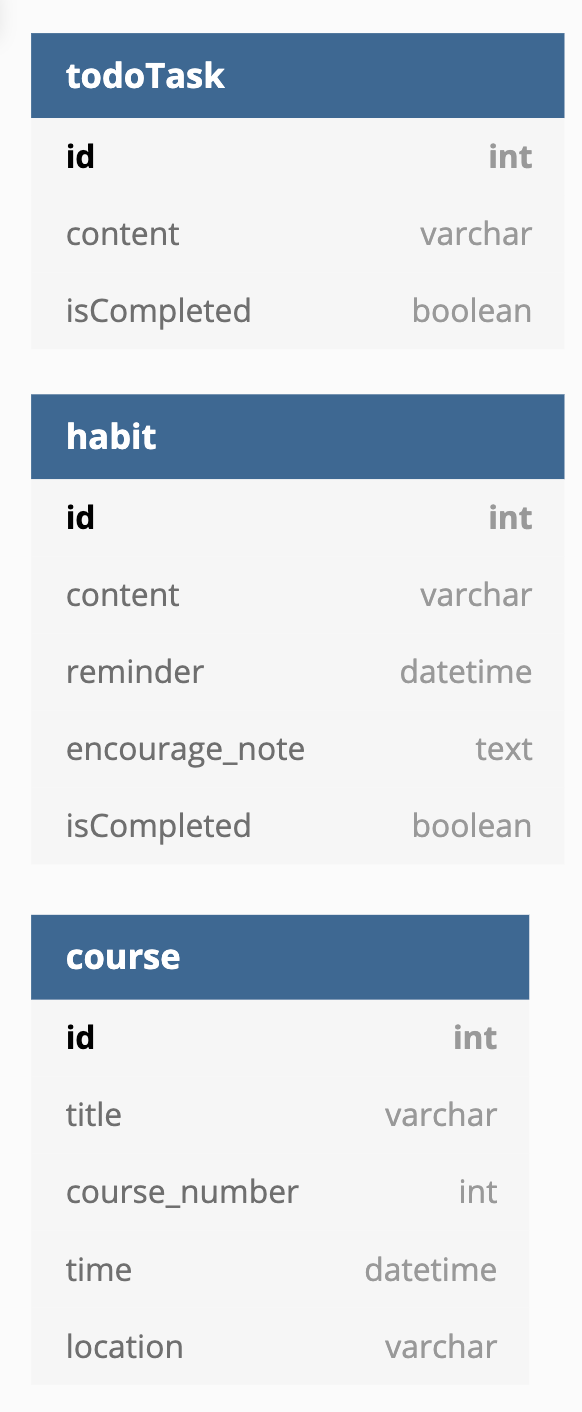 todoTask
id int
content varchar
isCompleted boolean
habit
id int
content varchar
reminder datetime
encourage_note text
isCompleted boolean
course
id int
title varchar
course_number int
time datetime
location varchar